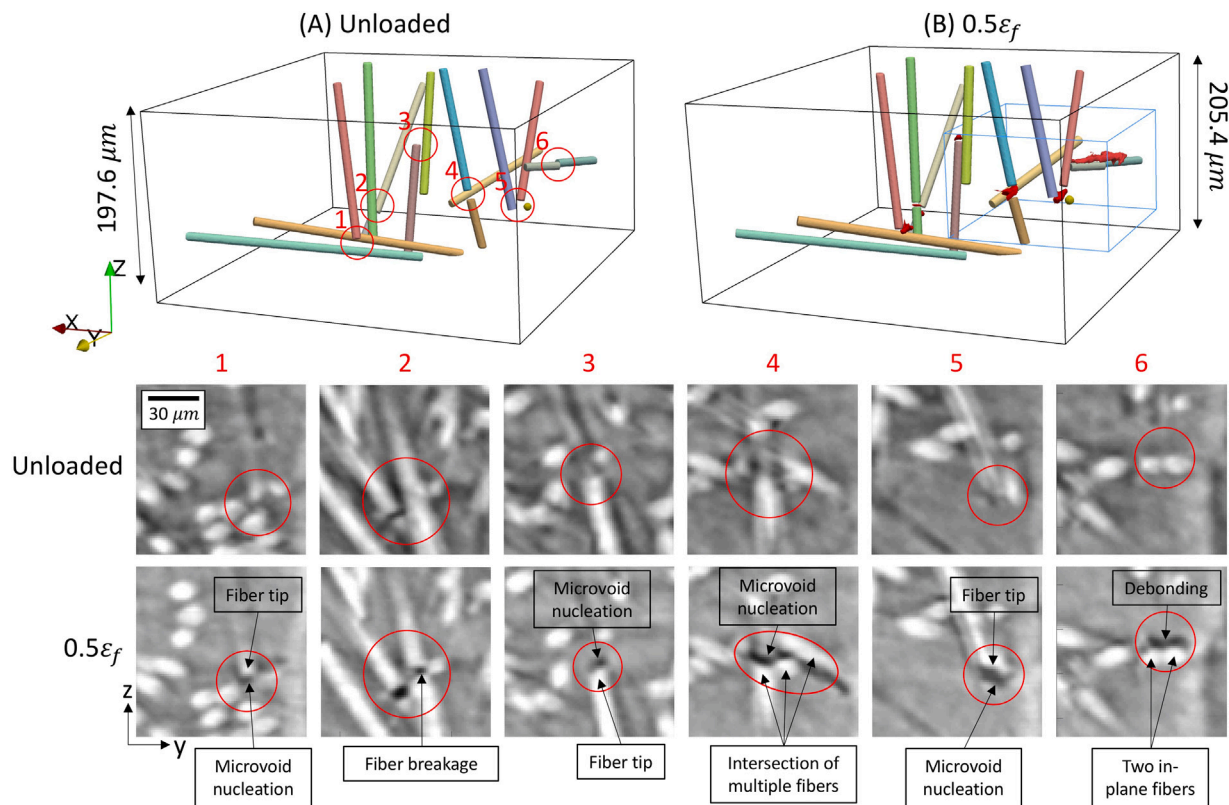 (A) Unloaded
(B) 0.5εf
197.6 μm
205.4 μm
1
2
3
4
5
6
Z
X
Y
1
2
3
4
5
6
30 μm
Unloaded
0.5εf
Fiber tip
Microvoid
nucleation
Fiber breakage
Microvoid
nucleation
Fiber tip
Microvoid
nucleation
Intersection of
multiple fibers
Fiber tip
Microvoid
nucleation
Debonding
Two in-
plane fibers
z
y